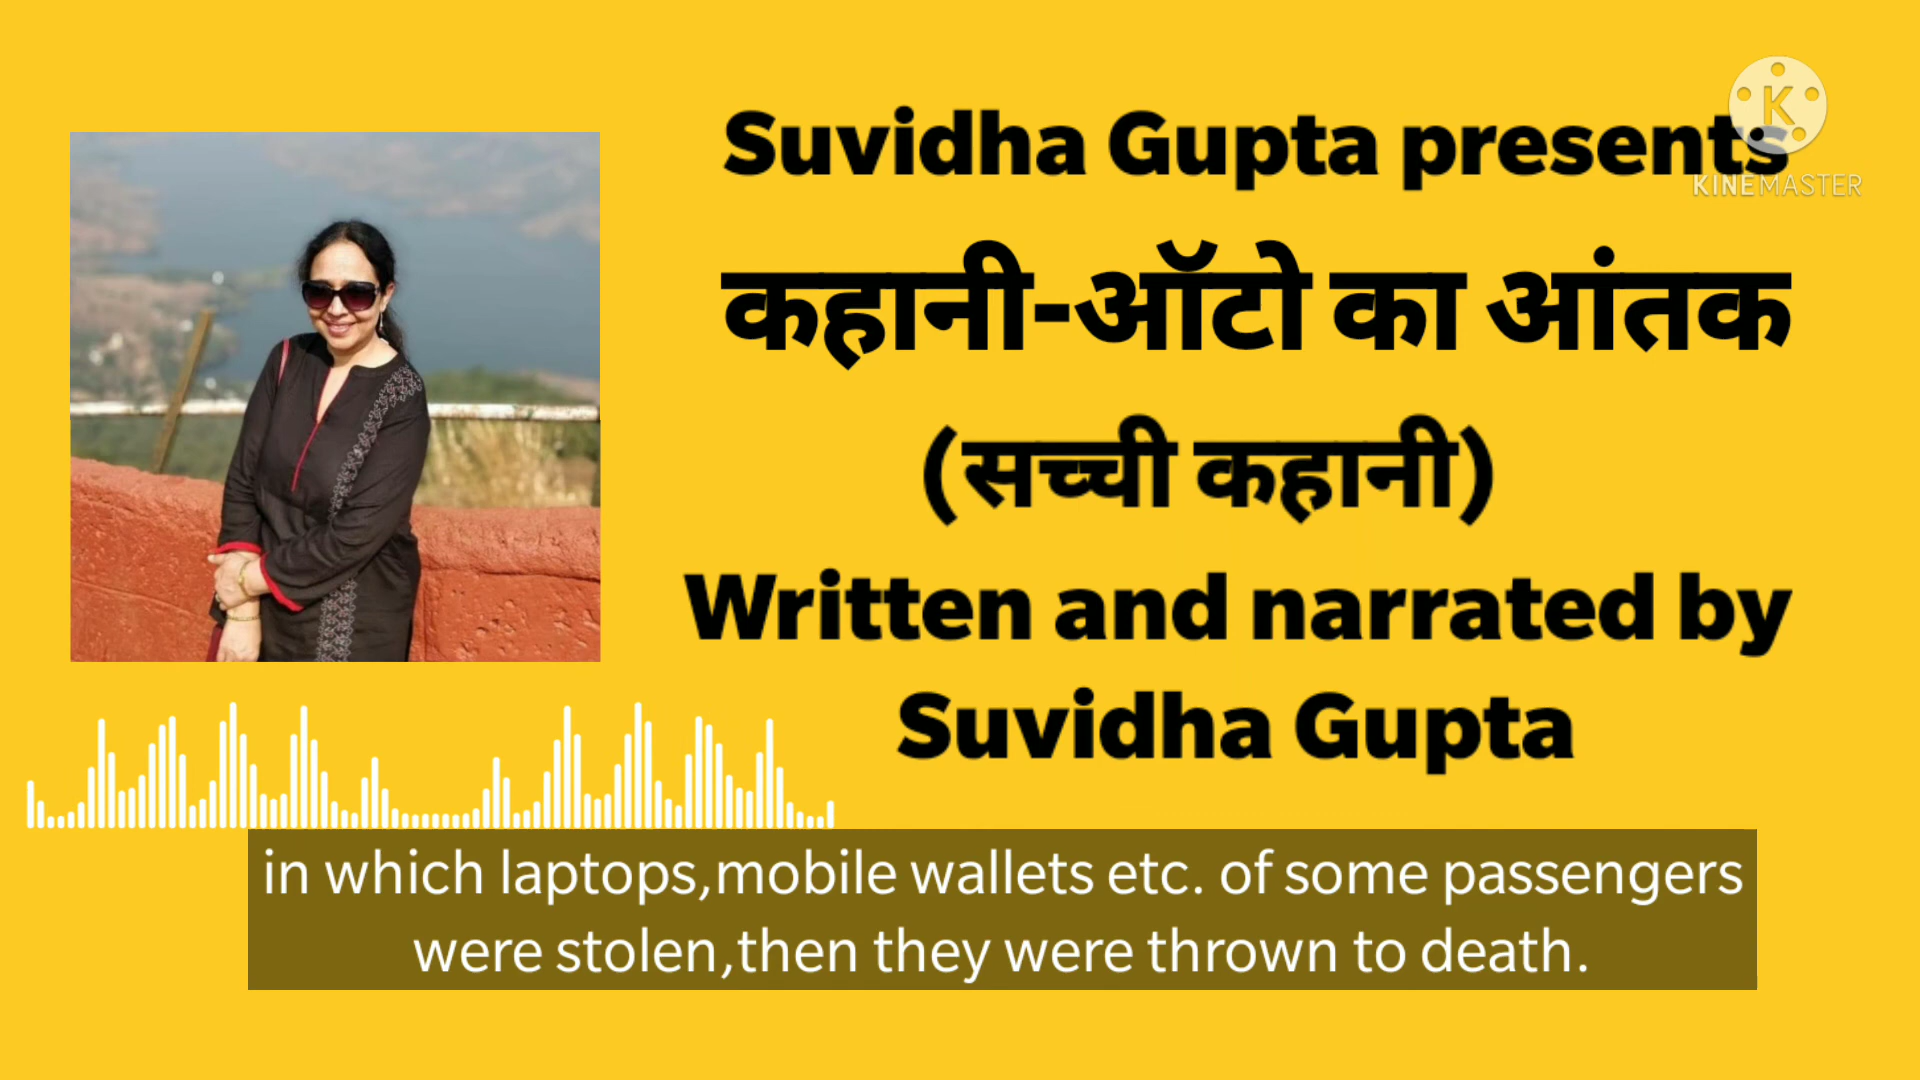 Suvidha Gupta presents
K
KINEMASTER
कहानी-ऑटो का आंतक
(सच्ची कहानी)
Written and narrated by
Suvidha Gupta
in which laptops,mobile wallets etc. of some passengers
were stolen,then they were thrown to death.